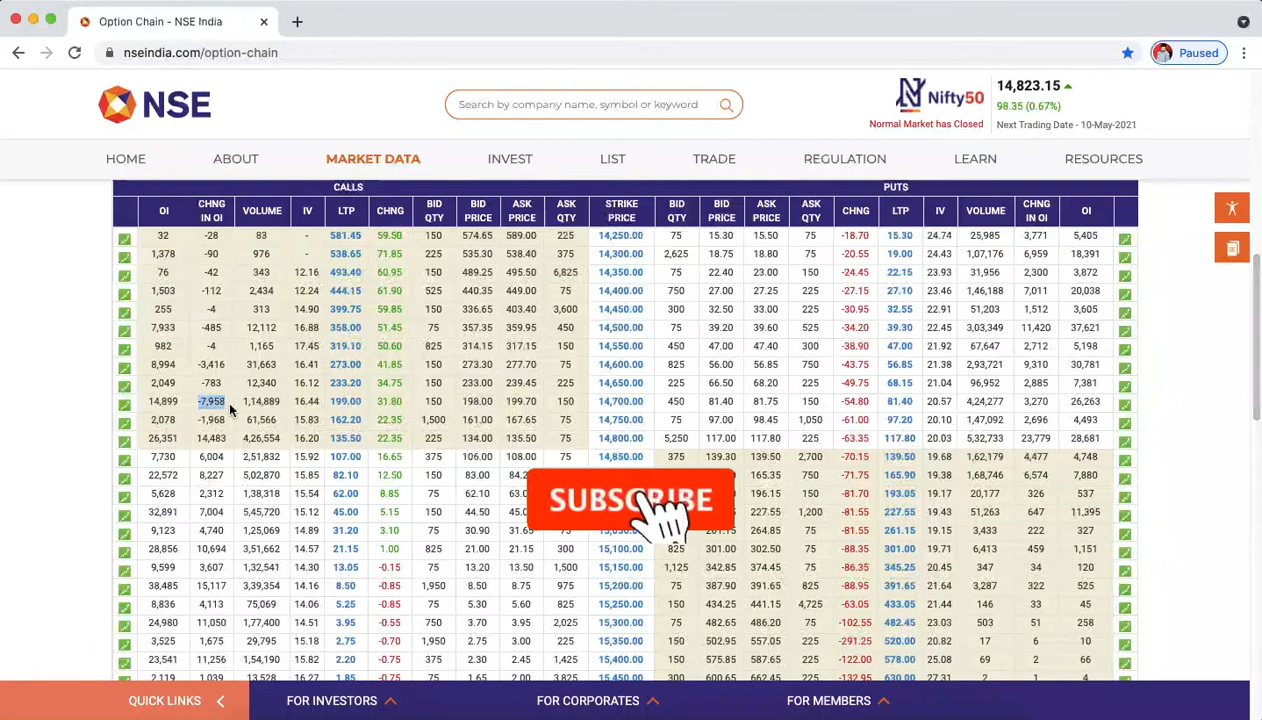 Option Chain - NSE India
nseindia.com/option-chain
Paused
NSE
Search by company name, symbol or keyword
Nifty50
14,823.15
98.35 (0.67%)
Normal Market has Closed
Next Trading Date - 10-May-2021
HOME ABOUT MARKET DATA INVEST LIST TRADE REGULATION LEARN RESOURCES
CALLS PUTS
OI CHNG IN OI VOLUME IV LTP CHNG BID QTY BID PRICE ASK PRICE ASK QTY STRIKE PRICE BID QTY BID PRICE ASK PRICE ASK QTY CHNG LTP IV VOLUME CHNG IN OI OI
32 -28 83 - 581.45 59.50 150 574.65 589.00 225 14,250.00 75 15.30 15.50 75 -18.70 15.30 24.74 25,985 3,771 5,405
1,378 -90 976 - 538.65 71.85 225 535.30 538.40 375 14,300.00 2,625 18.75 18.80 75 -20.55 19.00 24.43 1,07,176 6,959 18,391
76 -42 343 12.16 493.40 60.95 150 489.25 495.50 6,825 14,350.00 75 22.40 23.00 150 -24.45 22.15 23.93 31,956 2,300 3,872
1,503 -112 2,434 12.24 444.15 61.90 525 440.35 449.00 75 14,400.00 750 27.00 27.25 225 -27.15 27.10 23.46 1,46,188 7,011 20,038
255 -4 313 14.90 399.75 59.85 150 336.65 403.40 3,600 14,450.00 300 32.50 33.00 225 -30.95 32.55 22.91 51,203 1,512 3,605
7,933 -485 12,112 16.88 358.00 51.45 75 357.35 359.95 450 14,500.00 75 39.20 39.60 525 -34.20 39.30 22.45 3,03,349 11,420 37,621
982 -4 1,165 17.45 319.10 50.60 825 314.15 317.15 150 14,550.00 450 47.00 47.40 300 -38.90 47.00 21.92 67,647 2,712 5,198
8,994 -3,416 31,663 16.41 273.00 41.85 150 273.30 277.70 75 14,600.00 825 56.00 56.85 750 -43.75 56.85 21.38 2,93,721 9,310 30,781
2,049 -783 12,340 16.12 233.20 34.75 150 233.00 239.45 225 14,650.00 225 66.50 68.20 225 -49.75 68.15 21.04 96,952 2,885 7,381
14,899 -7,958 1,14,889 16.44 199.00 31.80 150 198.00 199.70 150 14,700.00 450 81.40 81.75 150 -54.80 81.40 20.57 4,24,277 3,270 26,263
2,078 -1,968 61,566 15.83 162.20 22.35 1,500 161.00 167.65 75 14,750.00 75 97.00 98.45 1,050 -61.00 97.20 20.10 1,47,092 2,696 4,793
26,351 14,483 4,26,554 16.20 135.50 22.35 225 134.00 135.50 75 14,800.00 5,250 117.00 117.80 225 -63.35 117.80 20.03 5,32,733 23,779 28,681
7,730 6,004 2,51,832 15.92 107.00 16.65 375 106.00 108.00 75 14,850.00 375 139.30 139.50 2,700 -70.15 139.50 19.68 1,62,129 4,477 4,748
22,572 8,227 5,02,870 15.85 82.10 12.50 75 83.00 165.35 750 -71.75 165.90 19.38 1,68,746 6,714 7,880
5,628 2,312 1,38,318 15.54 62.00 8.85 75 62.10 196.15 150 -81.70 193.05 19.17 20,177 326 537
32,891 7,004 5,45,720 15.12 45.00 5.15 75 44.50 227.55 1,200 -81.55 227.55 19.43 51,263 647 11,395
9,123 4,740 1,25,069 14.89 31.20 3.10 75 30.90 264.85 750 -81.55 261.15 19.15 3,433 222 327
28,856 10,694 3,51,662 14.57 21.15 1.00 825 21.00 21.15 300 15,100.00 825 301.00 302.50 75 -88.35 301.00 19.71 6,413 459 1,151
9,599 3,607 1,32,541 14.30 13.05 -0.15 75 13.20 13.50 1,500 15,150.00 1,125 342.85 374.45 75 -86.35 345.25 20.45 347 34 120
38,485 15,117 3,39,354 14.16 8.50 -0.85 1,950 8.50 8.75 975 15,200.00 75 387.90 391.65 825 -88.95 391.65 21.64 3,287 322 525
8,836 4,113 75,069 14.06 5.25 -0.85 75 5.30 5.60 825 15,250.00 150 434.25 441.15 4,725 -63.05 433.05 21.44 146 33 45
24,980 11,050 1,77,400 14.51 3.95 -0.55 750 3.70 3.95 2,025 15,300.00 75 482.65 486.20 75 -102.55 482.45 23.03 503 51 258
3,525 1,675 29,795 15.18 2.75 -0.70 1,950 2.75 3.00 225 15,350.00 150 502.95 557.05 225 -291.25 520.00 20.82 17 6 10
23,541 11,256 1,54,190 15.82 2.20 -0.75 375 2.30 2.45 1,425 15,400.00 150 575.85 587.65 225 -122.00 578.00 25.08 69 2 66
SUBSCRIBE
QUICK LINKS FOR INVESTORS FOR CORPORATES FOR MEMBERS